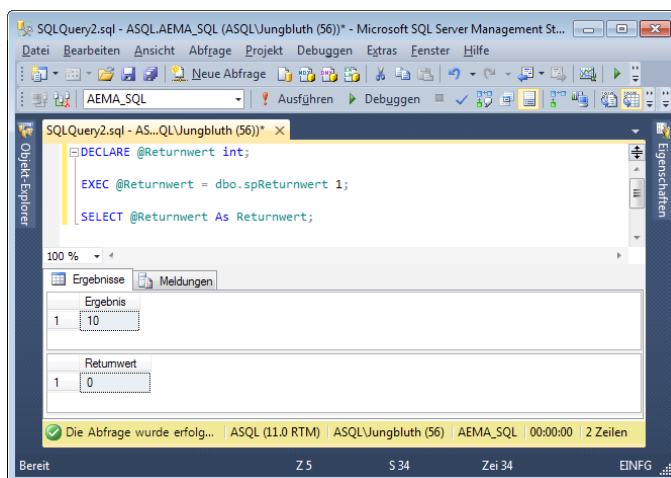 SQLQuery2.sql - ASQL.AEMA_SQL (ASQL\Jungbluth (56))* - Microsoft SQL Server Management St...
Datei Bearbeiten Ansicht Abfrage Projekt Debuggen Extras Fenster Hilfe
Neue Abfrage
AEMA_SQL Ausführen Debuggen
SQLQuery2.sql - AS...QL\Jungbluth (56))*
Objekt-Explorer
Eigenschaften
DECLARE @Returnwert int;
EXEC @Returnwert = dbo.spReturnwert 1;
SELECT @Returnwert As Returnwert;
100 %
Ergebnisse Meldungen
Ergebnis
1 10
Returnwert
1 0
Die Abfrage wurde erfolg... ASQL (11.0 RTM) ASQL\Jungbluth (56) AEMA_SQL 00:00:00 2 Zeilen
Bereit Z 5 S 34 Zei 34 EINFG